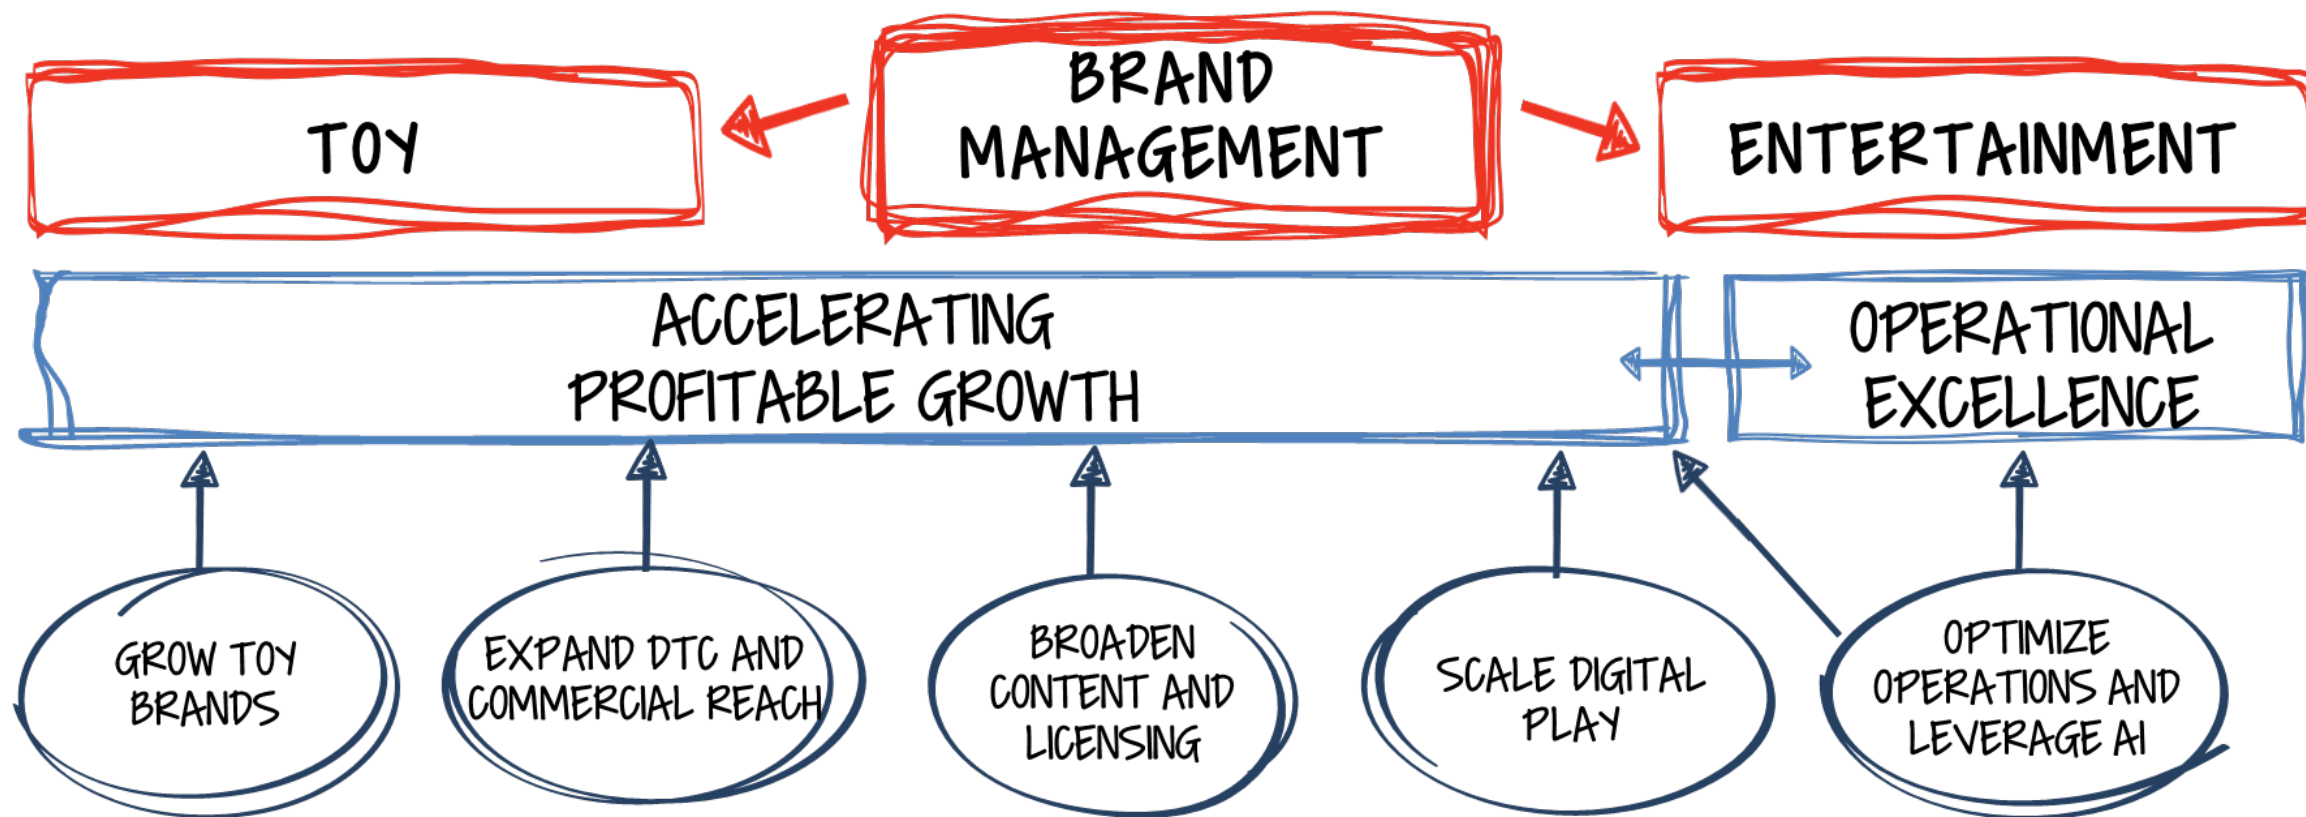 TOY
BRAND
MANAGEMENT
ENTERTAINMENT
ACCELERATING
PROFITABLE GROWTH
OPERATIONAL
EXCELLENCE
GROW TOY
BRANDS
EXPAND DTC AND
COMMERCIAL REACH
BROADEN
CONTENT AND
LICENSING
SCALE DIGITAL
PLAY
OPTIMIZE
OPERATIONS AND
LEVERAGE AI